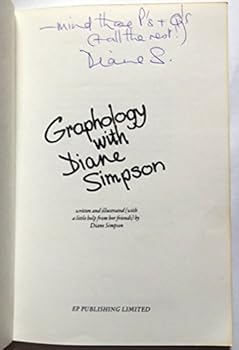 —mind those P's + Q's
(+ all the rest!)
Diane S.
Graphology
with
Diane
Simpson
written and illustrated (with
a little help from her friends) by
Diane Simpson
EP PUBLISHING LIMITED